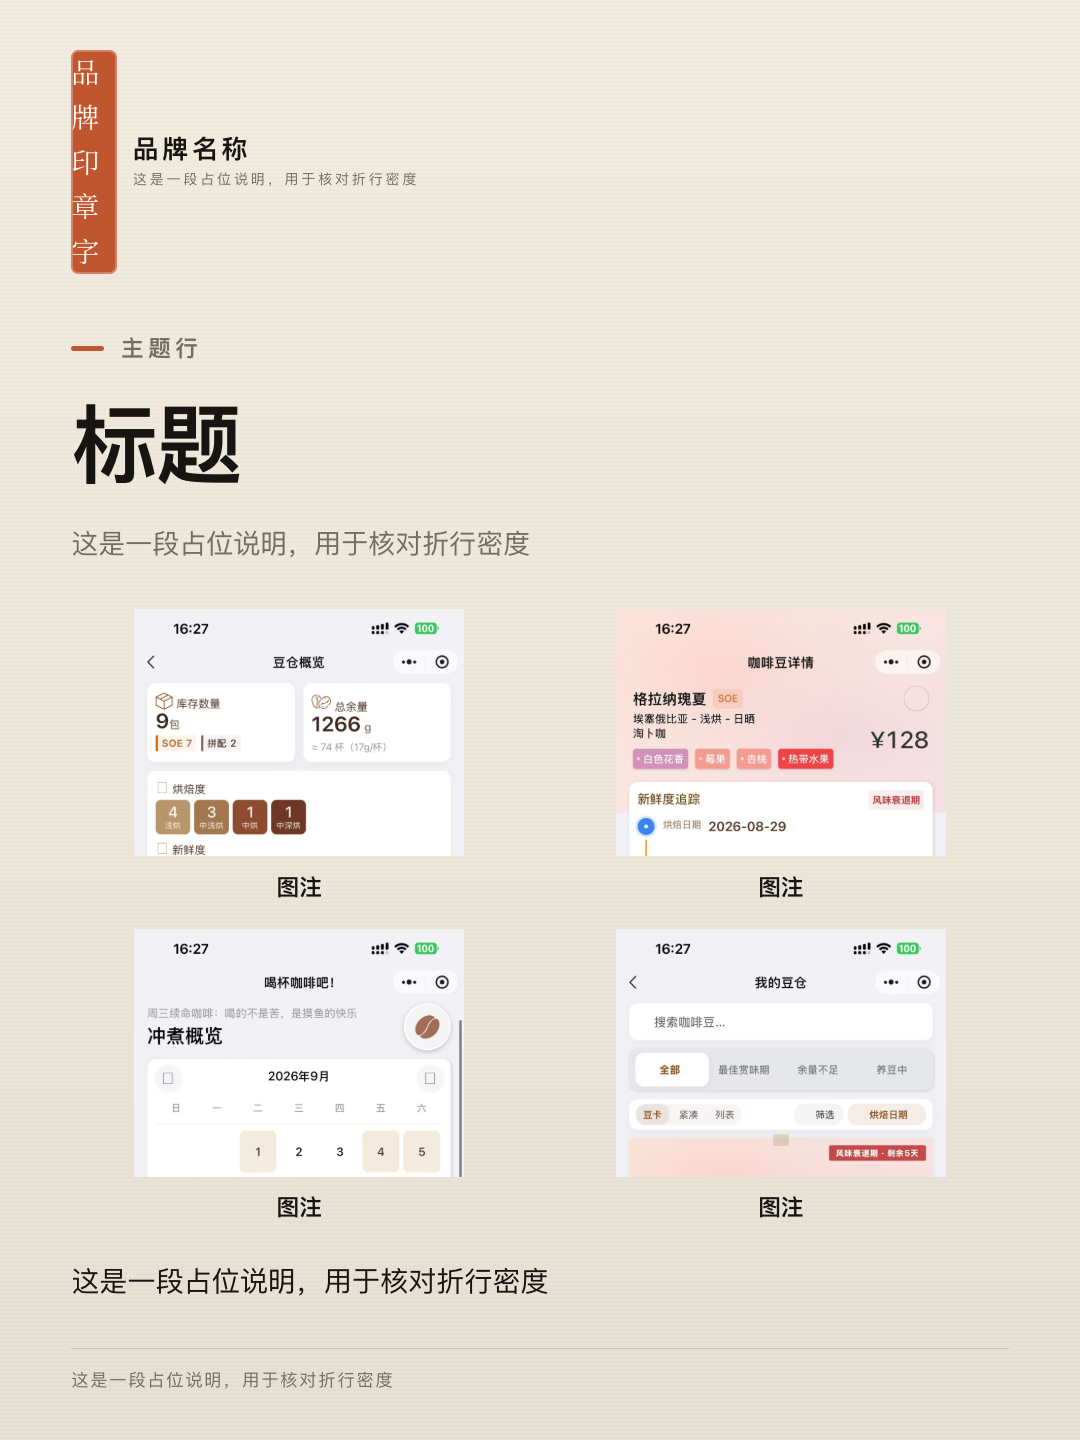 品牌印章字
品牌名称
这是一段占位说明，用于核对折行密度
主题行
标题
这是一段占位说明，用于核对折行密度
16:27
100
豆仓概览
库存数量
9包
SOE 7
拼配 2
总余量
1266 g
≈ 74 杯（17g/杯）
烘焙度
4
浅烘
3
中浅烘
1
中烘
1
中深烘
新鲜度
图注
16:27
100
咖啡豆详情
格拉纳瑰夏 SOE
埃塞俄比亚 - 浅烘 - 日晒
淘卜咖
¥128
白色花香
莓果
杏桃
热带水果
新鲜度追踪
风味衰退期
烘焙日期 2026-08-29
图注
16:27
100
喝杯咖啡吧！
周三续命咖啡：喝的不是苦，是摸鱼的快乐
冲煮概览
2026年9月
日 一 二 三 四 五 六
1 2 3 4 5
图注
16:27
100
我的豆仓
搜索咖啡豆...
全部 最佳赏味期 余量不足 养豆中
豆卡 紧凑 列表 筛选 烘焙日期
风味衰退期 · 剩余5天
图注
这是一段占位说明，用于核对折行密度
这是一段占位说明，用于核对折行密度